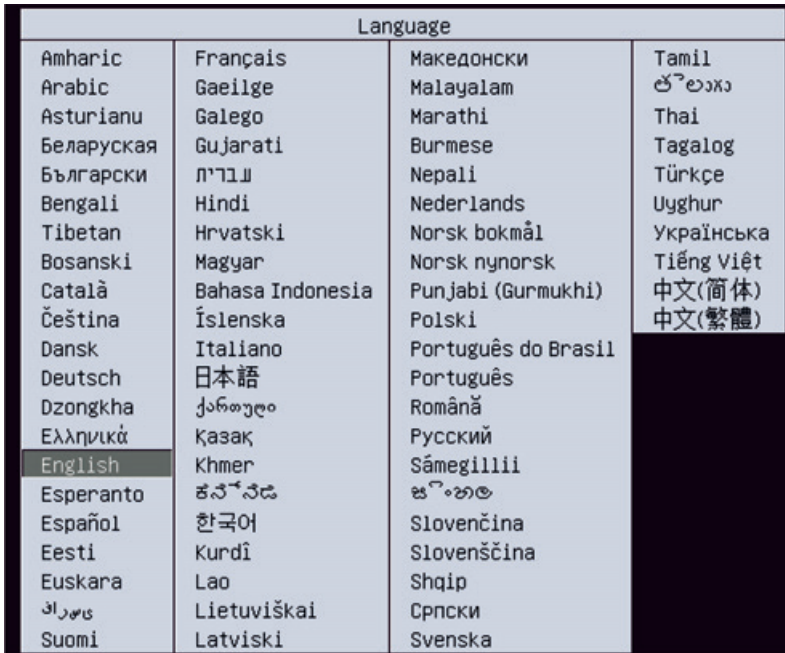 Language
Amharic
Arabic
Asturianu
Беларуская
Български
Bengali
Tibetan
Bosanski
Català
Čeština
Dansk
Deutsch
Dzongkha
Ελληνικά
English
Esperanto
Español
Eesti
Euskara
فارسی
Suomi
Français
Gaeilge
Galego
Gujarati
עברית
Hindi
Hrvatski
Magyar
Bahasa Indonesia
Íslenska
Italiano
日本語
ქართული
Қазақ
Khmer
ಕನ್ನಡ
한국어
Kurdî
Lao
Lietuviškai
Latviski
Македонски
Malayalam
Marathi
Burmese
Nepali
Nederlands
Norsk bokmål
Norsk nynorsk
Punjabi (Gurmukhi)
Polski
Português do Brasil
Português
Română
Русский
Sámegillii
සිංහල
Slovenčina
Slovenščina
Shqip
Српски
Svenska
Tamil
తెలుగు
Thai
Tagalog
Türkçe
Uyghur
Українська
Tiếng Việt
中文(简体)
中文(繁體)